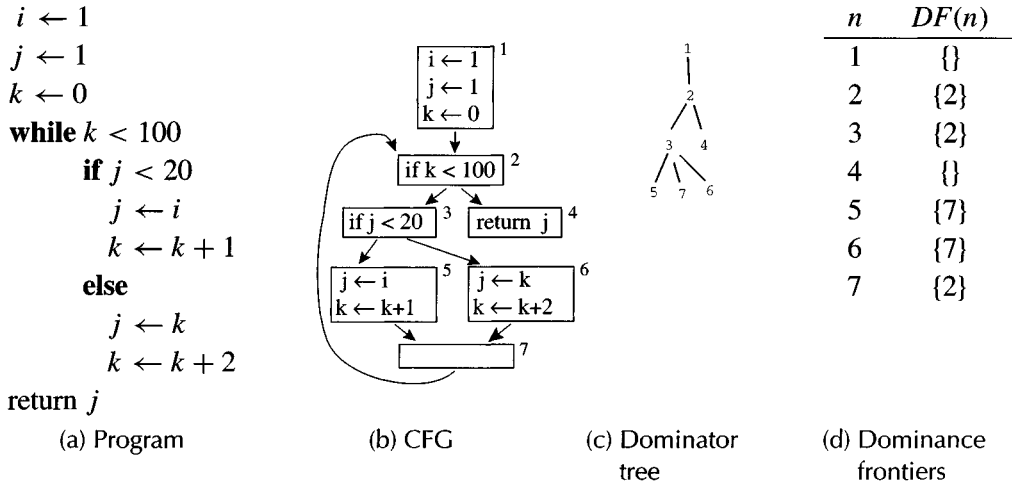 i ← 1
j ← 1
k ← 0
while k < 100
if j < 20
j ← i
k ← k + 1
else
j ← k
k ← k + 2
return j
(a) Program
1
i ← 1
j ← 1
k ← 0
2
if k < 100
3
if j < 20
4
return j
5
j ← i
k ← k+1
6
j ← k
k ← k+2
7
(b) CFG
1
2
3 4
5 7 6
(c) Dominator
tree
n DF(n)
1 {}
2 {2}
3 {2}
4 {}
5 {7}
6 {7}
7 {2}
(d) Dominance
frontiers